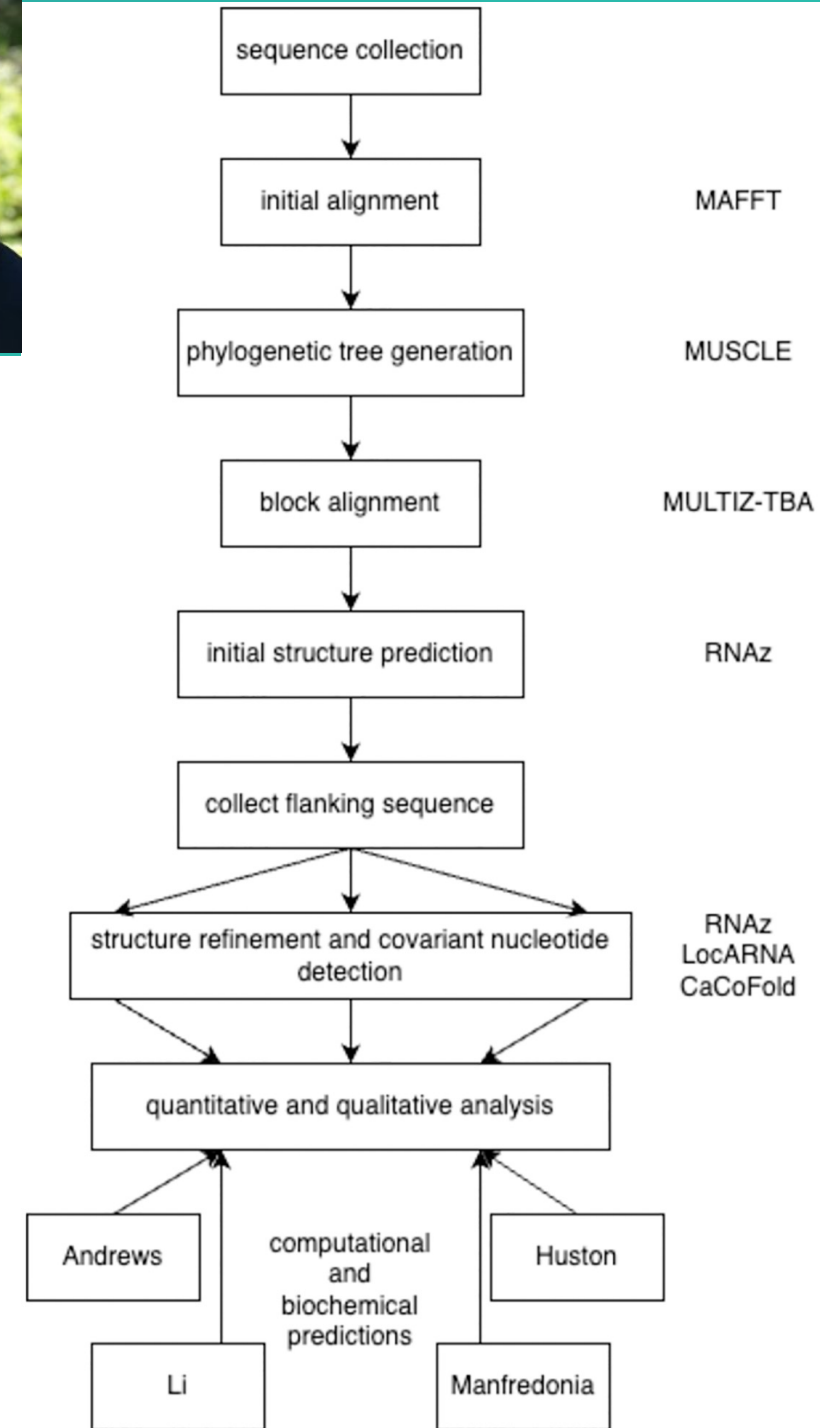 sequence collection
initial alignment
MAFFT
phylogenetic tree generation
MUSCLE
block alignment
MULTIZ-TBA
initial structure prediction
RNAz
collect flanking sequence
structure refinement and covariant nucleotide
detection
RNAz
LocARNA
CaCoFold
quantitative and qualitative analysis
Andrews
computational
and
biochemical
predictions
Huston
Li
Manfredonia